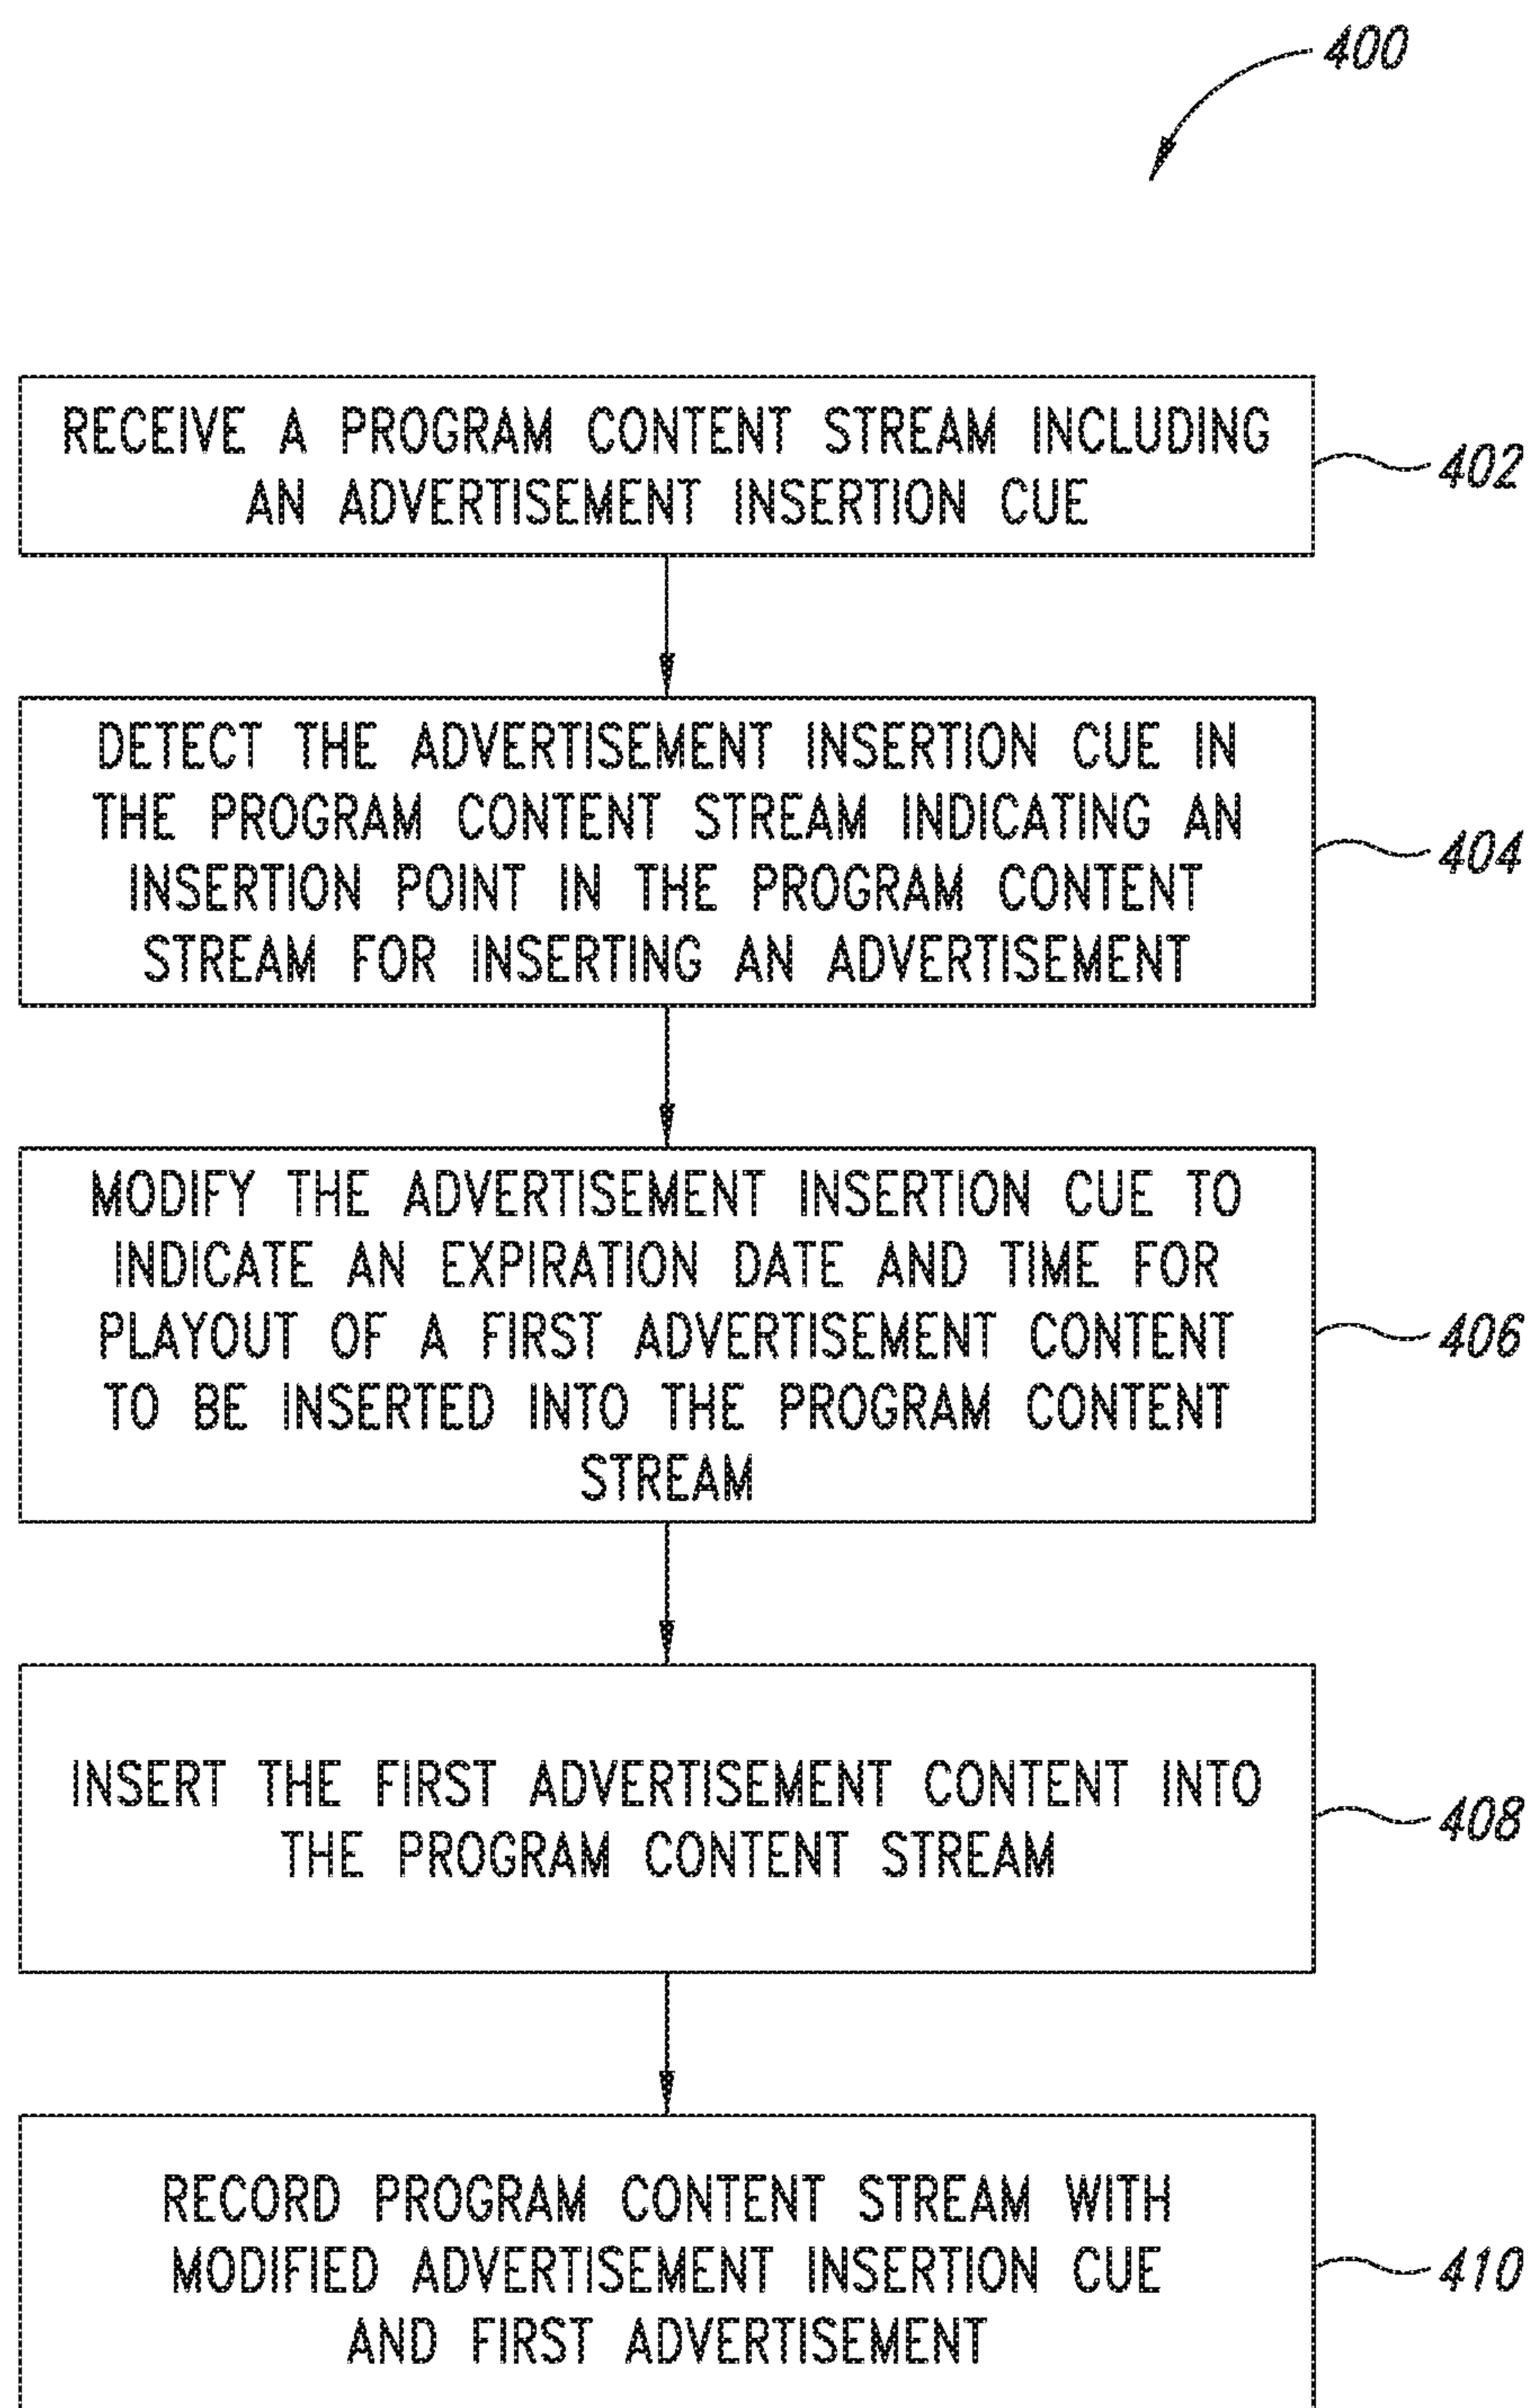 400
RECEIVE A PROGRAM CONTENT STREAM INCLUDING
AN ADVERTISEMENT INSERTION CUE
402
DETECT THE ADVERTISEMENT INSERTION CUE IN
THE PROGRAM CONTENT STREAM INDICATING AN
INSERTION POINT IN THE PROGRAM CONTENT
STREAM FOR INSERTING AN ADVERTISEMENT
404
MODIFY THE ADVERTISEMENT INSERTION CUE TO
INDICATE AN EXPIRATION DATE AND TIME FOR
PLAYOUT OF A FIRST ADVERTISEMENT CONTENT
TO BE INSERTED INTO THE PROGRAM CONTENT
STREAM
406
INSERT THE FIRST ADVERTISEMENT CONTENT INTO
THE PROGRAM CONTENT STREAM
408
RECORD PROGRAM CONTENT STREAM WITH
MODIFIED ADVERTISEMENT INSERTION CUE
AND FIRST ADVERTISEMENT
410